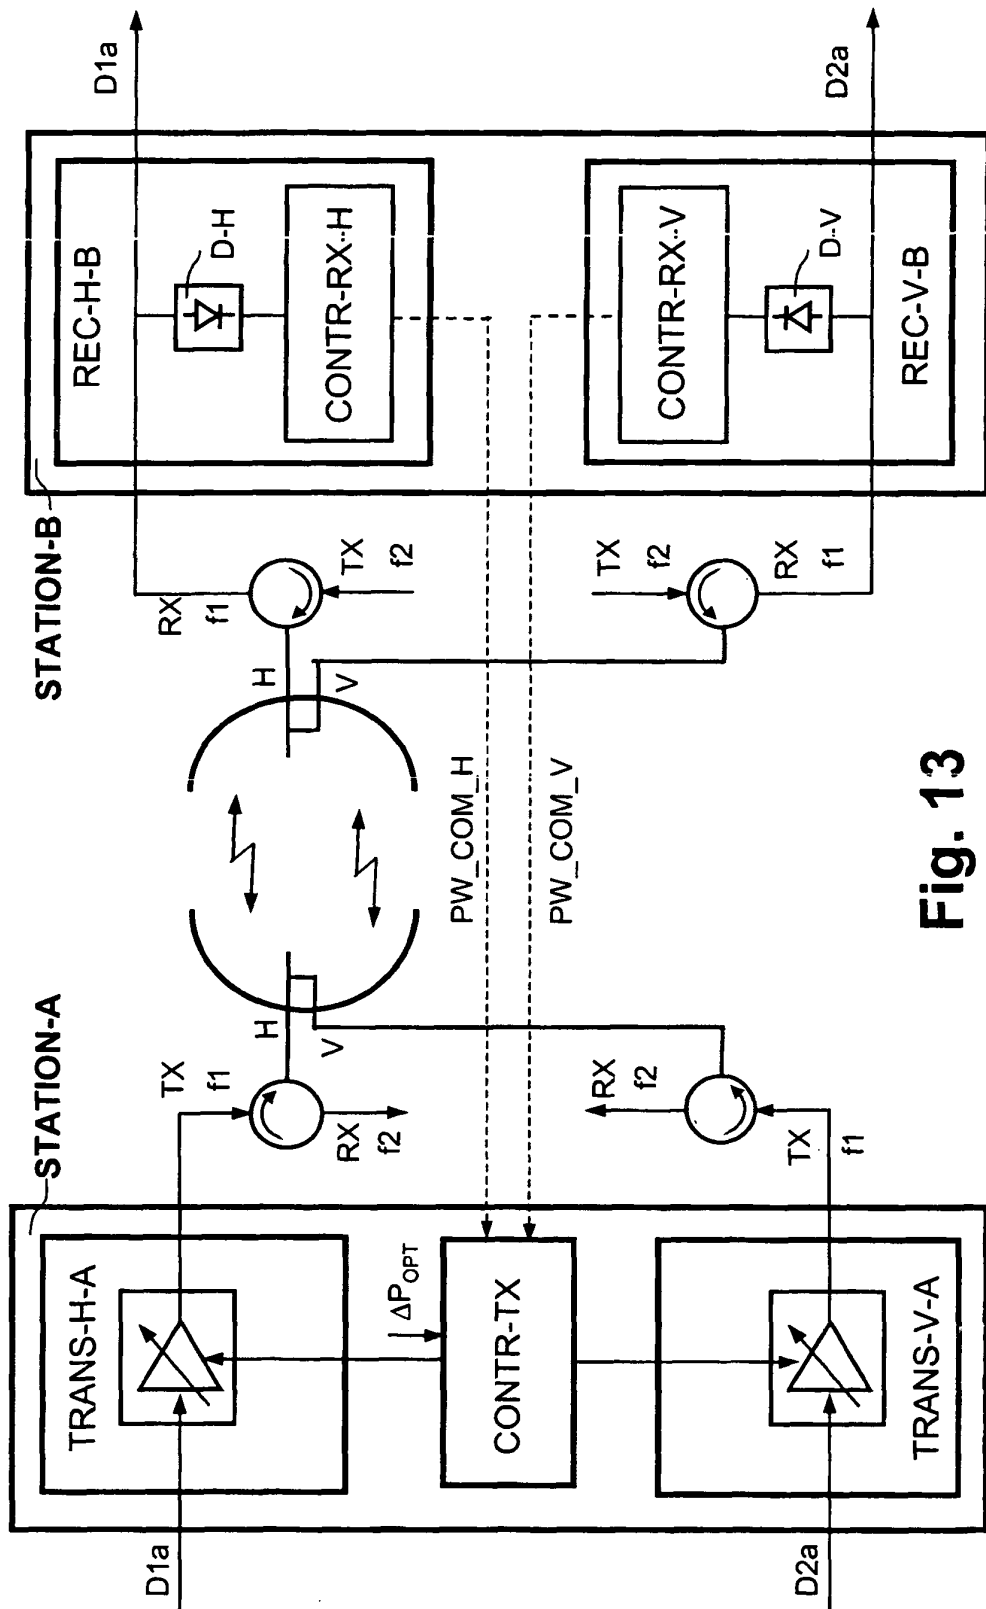 STATION-A
STATION-B
D1a
TRANS-H-A
TX
f1
RX
f2
H
V
H
V
RX
f1
TX
f2
REC-H-B
D-H
CONTR-RX-H
D1a
ΔP_OPT
CONTR-TX
PW_COM_H
PW_COM_V
D2a
TRANS-V-A
RX
f2
TX
f1
TX
f2
RX
f1
CONTR-RX-V
D-V
REC-V-B
D2a
Fig. 13